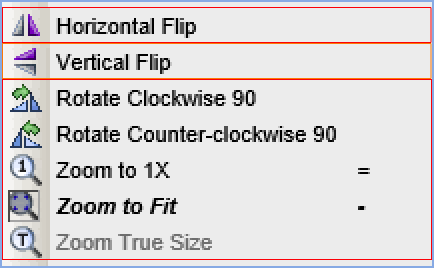 Horizontal Flip
Vertical Flip
Rotate Clockwise 90
Rotate Counter-clockwise 90
1 Zoom to 1X =
Zoom to Fit -
T Zoom True Size